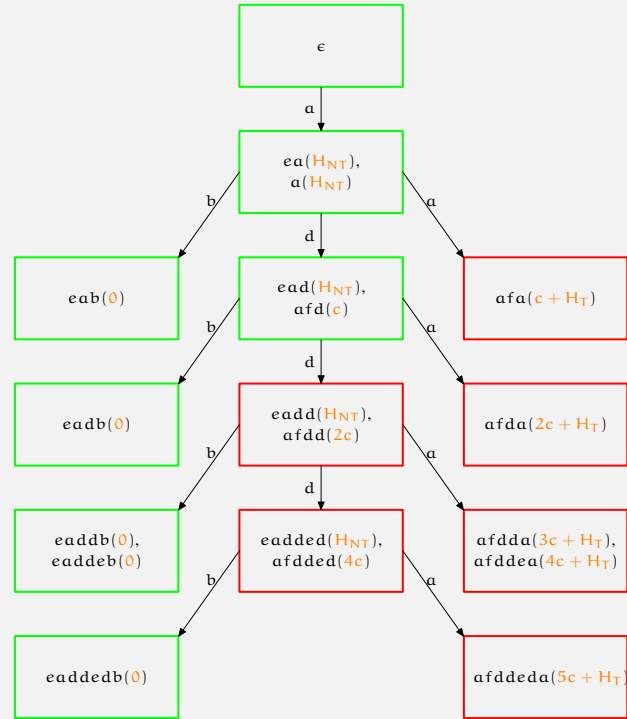 ϵ
a
ea(H_NT),
a(H_NT)
b
d
a
eab(0)
ead(H_NT),
afd(c)
afa(c + H_T)
b
d
a
eadb(0)
eadd(H_NT),
afdd(2c)
afda(2c + H_T)
b
d
a
eaddb(0),
eaddeb(0)
eadded(H_NT),
afdded(4c)
afdda(3c + H_T),
afddea(4c + H_T)
b
a
eaddedb(0)
afddeda(5c + H_T)